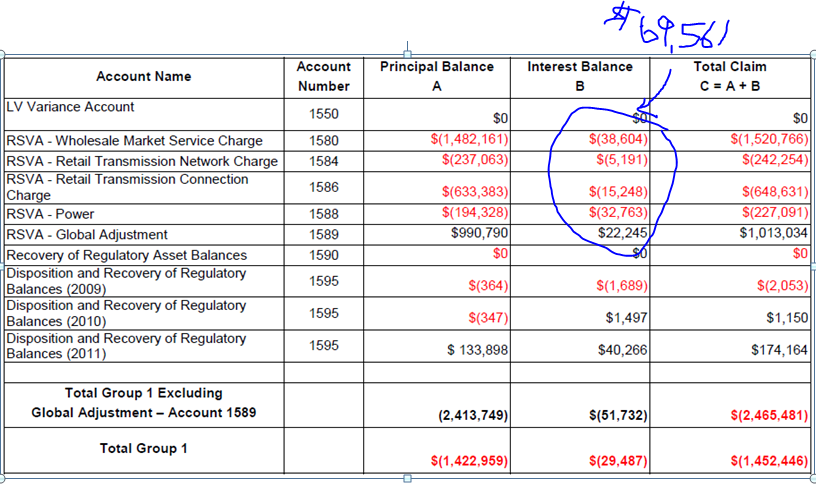 $69,561
Account Name Account Number Principal Balance A Interest Balance B Total Claim C = A + B
LV Variance Account 1550 $0 $0 $0
RSVA - Wholesale Market Service Charge 1580 $(1,482,161) $(38,604) $(1,520,766)
RSVA - Retail Transmission Network Charge 1584 $(237,063) $(5,191) $(242,254)
RSVA - Retail Transmission Connection Charge 1586 $(633,383) $(15,248) $(648,631)
RSVA - Power 1588 $(194,328) $(32,763) $(227,091)
RSVA - Global Adjustment 1589 $990,790 $22,245 $1,013,034
Recovery of Regulatory Asset Balances 1590 $0 $0 $0
Disposition and Recovery of Regulatory Balances (2009) 1595 $(364) $(1,689) $(2,053)
Disposition and Recovery of Regulatory Balances (2010) 1595 $(347) $1,497 $1,150
Disposition and Recovery of Regulatory Balances (2011) 1595 $ 133,898 $40,266 $174,164
Total Group 1 Excluding Global Adjustment – Account 1589 (2,413,749) $(51,732) $(2,465,481)
Total Group 1 $(1,422,959) $(29,487) $(1,452,446)